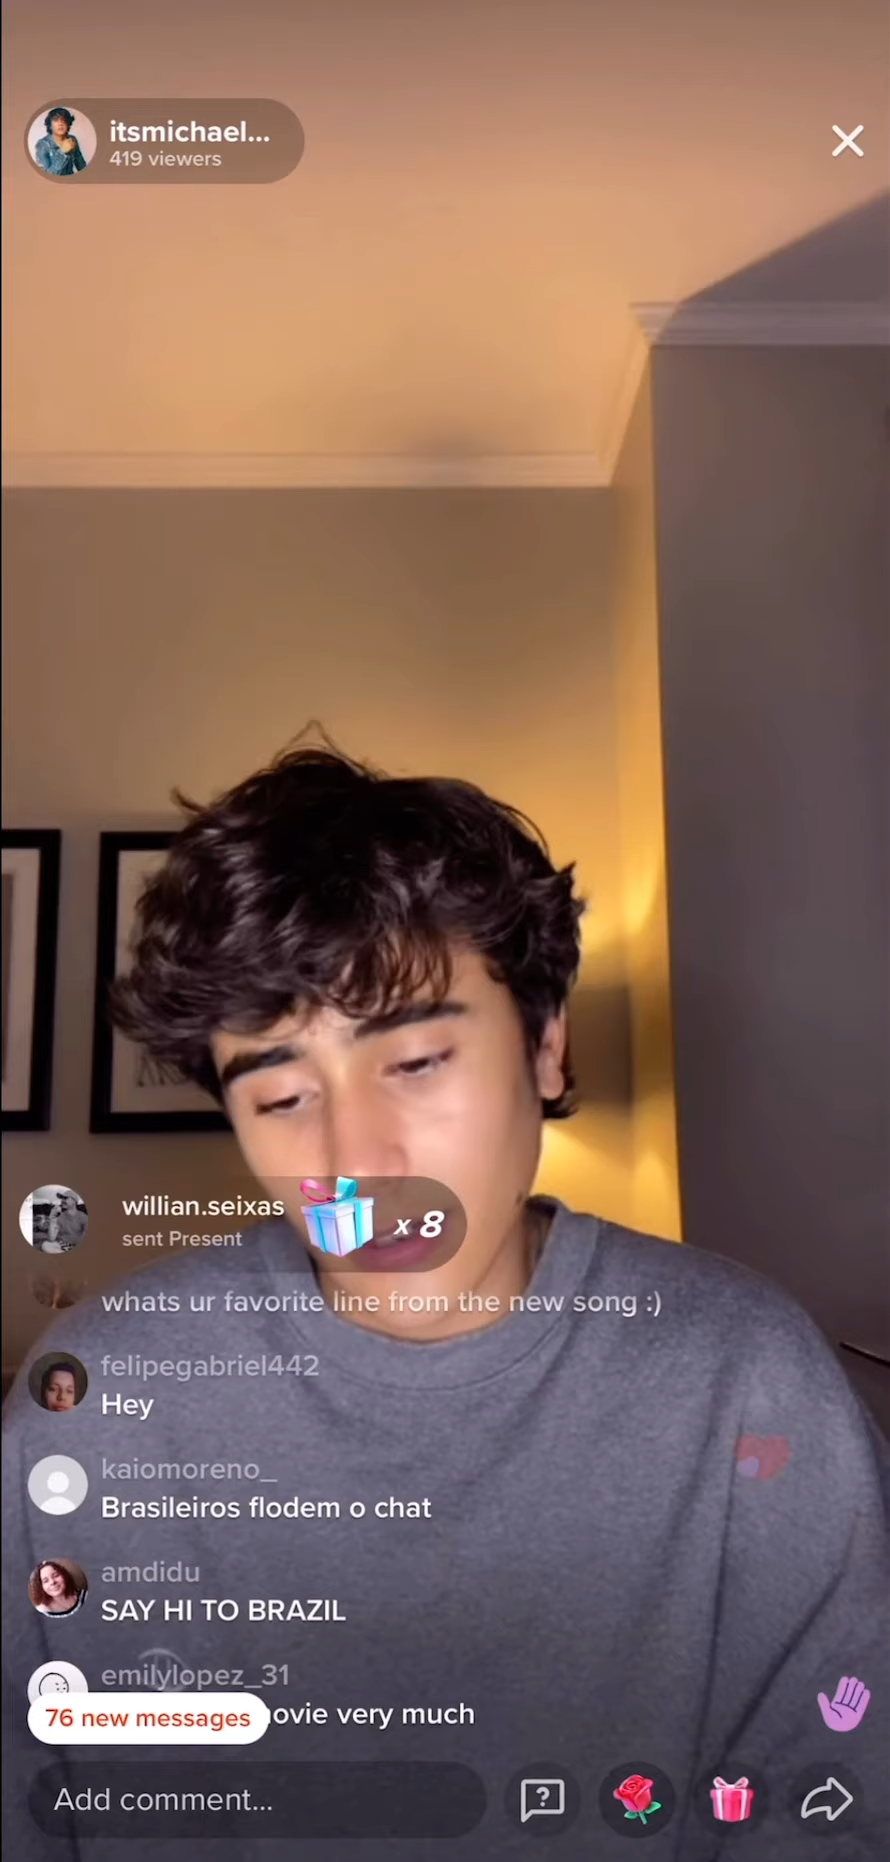 itsmichael...
419 viewers
willian.seixas
sent Present
x 8
whats ur favorite line from the new song :)
felipegabriel442
Hey
kaiomoreno_
Brasileiros flodem o chat
amdidu
SAY HI TO BRAZIL
emilylopez_31
76 new messages
ovie very much
Add comment...